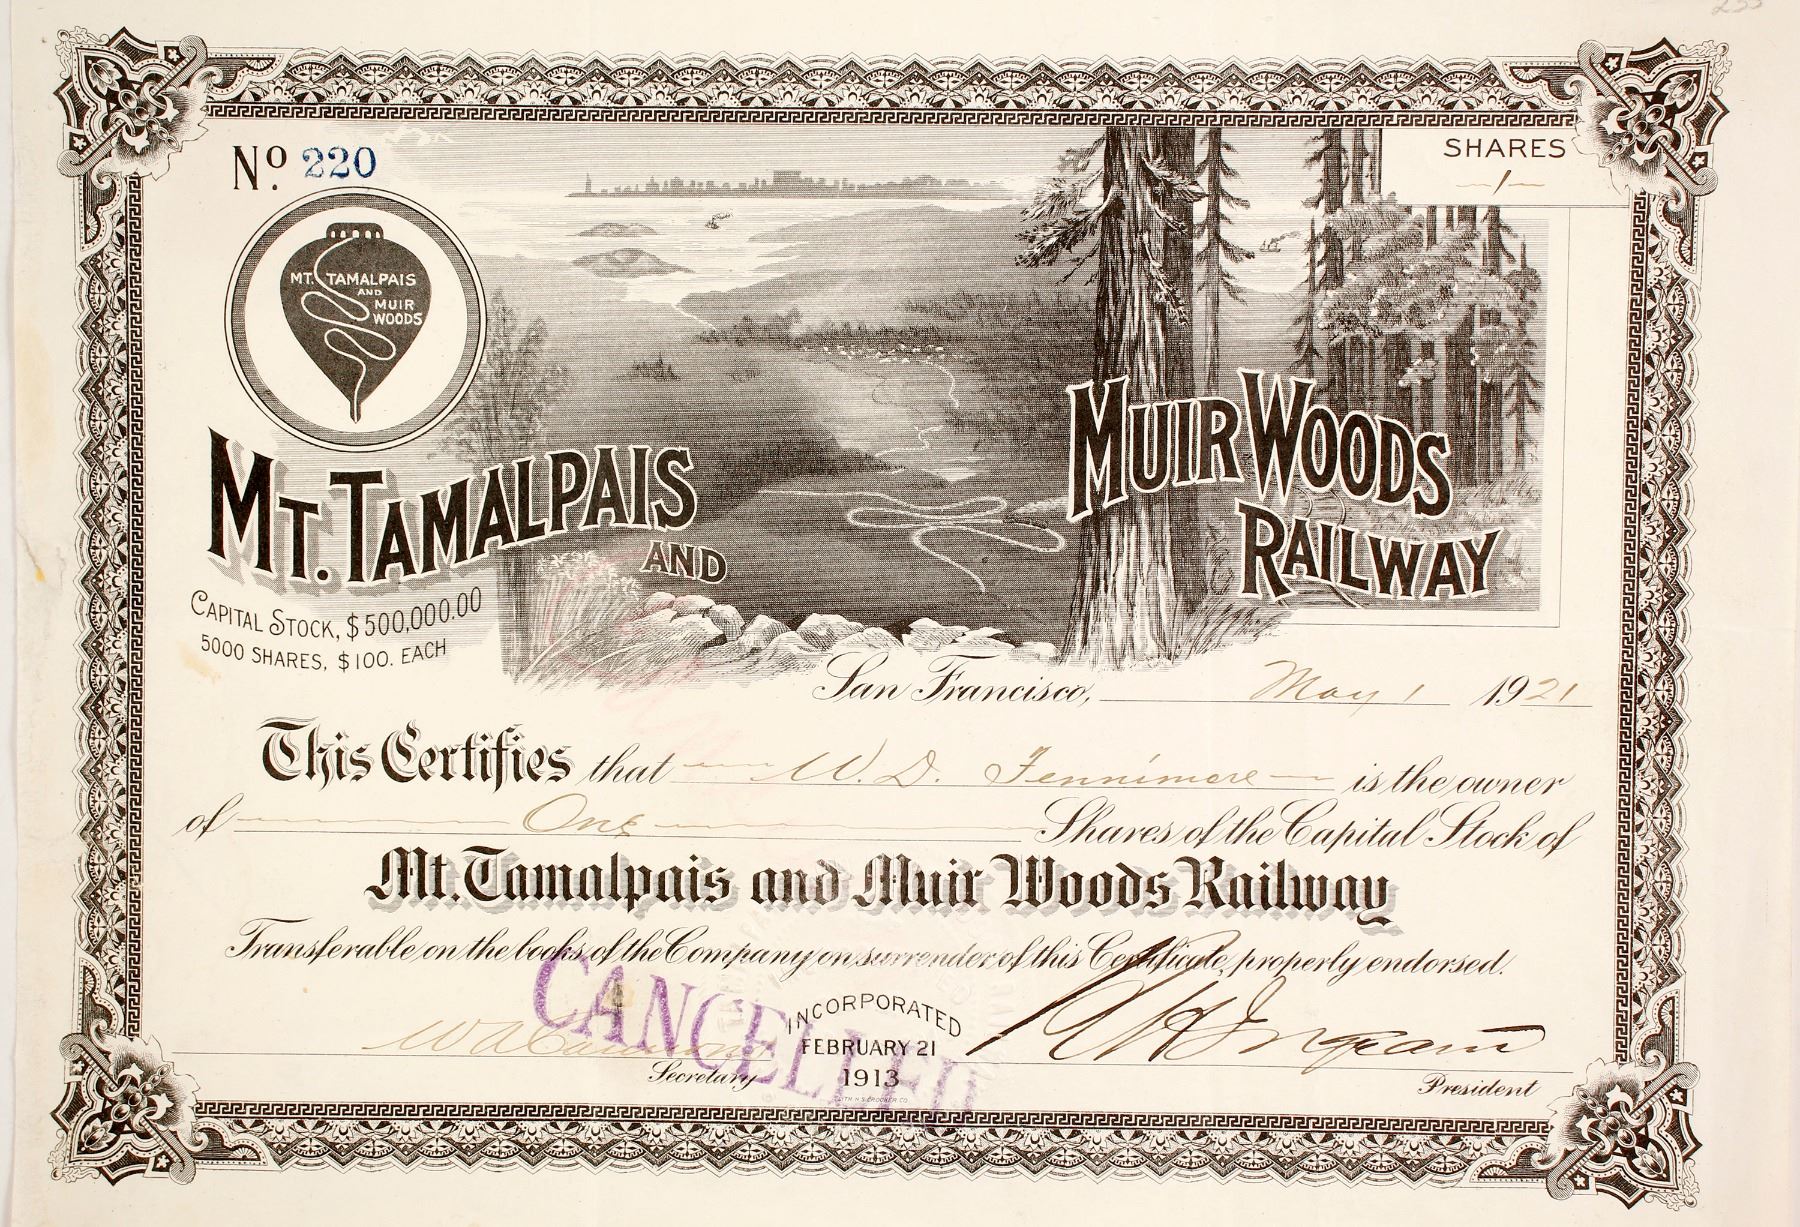 No. 220
SHARES
1
MT. TAMALPAIS
AND
MUIR
WOODS
MT. TAMALPAIS
AND
MUIR WOODS
RAILWAY
CAPITAL STOCK, $500,000.00
5000 SHARES, $100. EACH
San Francisco, May 1 1921
This Certifies that W. D. Fennimore is the owner
of One Shares of the Capital Stock of
Mt. Tamalpais and Muir Woods Railway
Transferable on the books of the Company on surrender of this Certificate, properly endorsed.
CANCELLED
INCORPORATED
FEBRUARY 21
1913
Secretary
President
LITH. H.S. CROCKER CO.